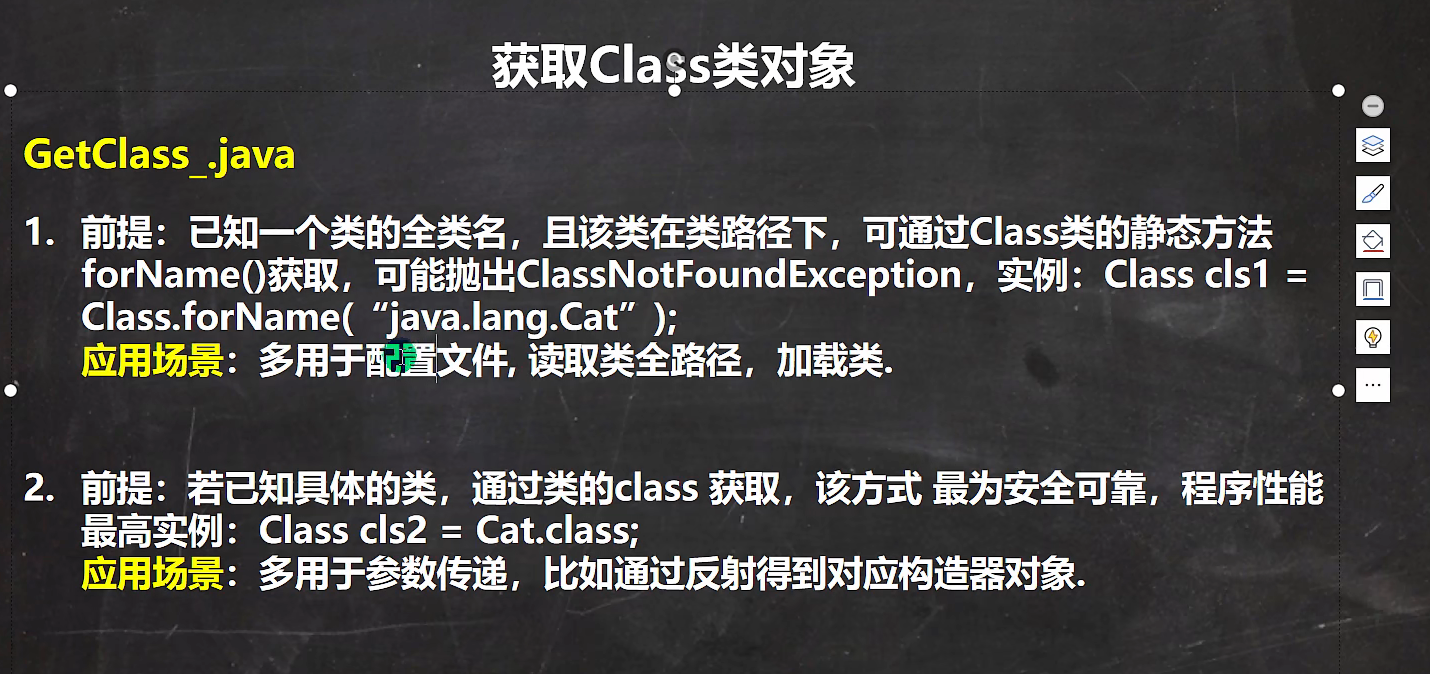 获取Class类对象
GetClass_.java
1. 前提：已知一个类的全类名，且该类在类路径下，可通过Class类的静态方法
forName()获取，可能抛出ClassNotFoundException，实例：Class cls1 =
Class.forName( “java.lang.Cat” );
应用场景：多用于配置文件, 读取类全路径，加载类.
2. 前提：若已知具体的类，通过类的class 获取，该方式 最为安全可靠，程序性能
最高实例：Class cls2 = Cat.class;
应用场景：多用于参数传递，比如通过反射得到对应构造器对象.